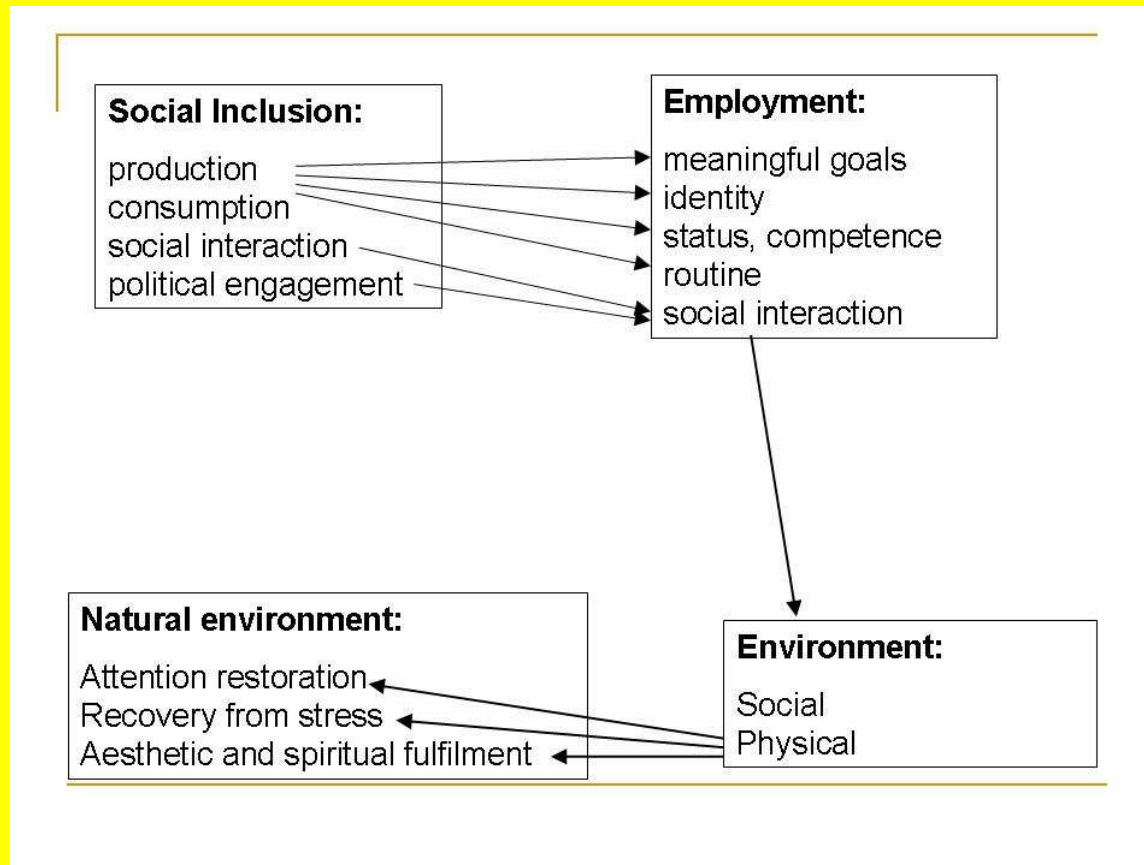 Social Inclusion:
production
consumption
social interaction
political engagement
Employment:
meaningful goals
identity
status, competence
routine
social interaction
Natural environment:
Attention restoration
Recovery from stress
Aesthetic and spiritual fulfilment
Environment:
Social
Physical